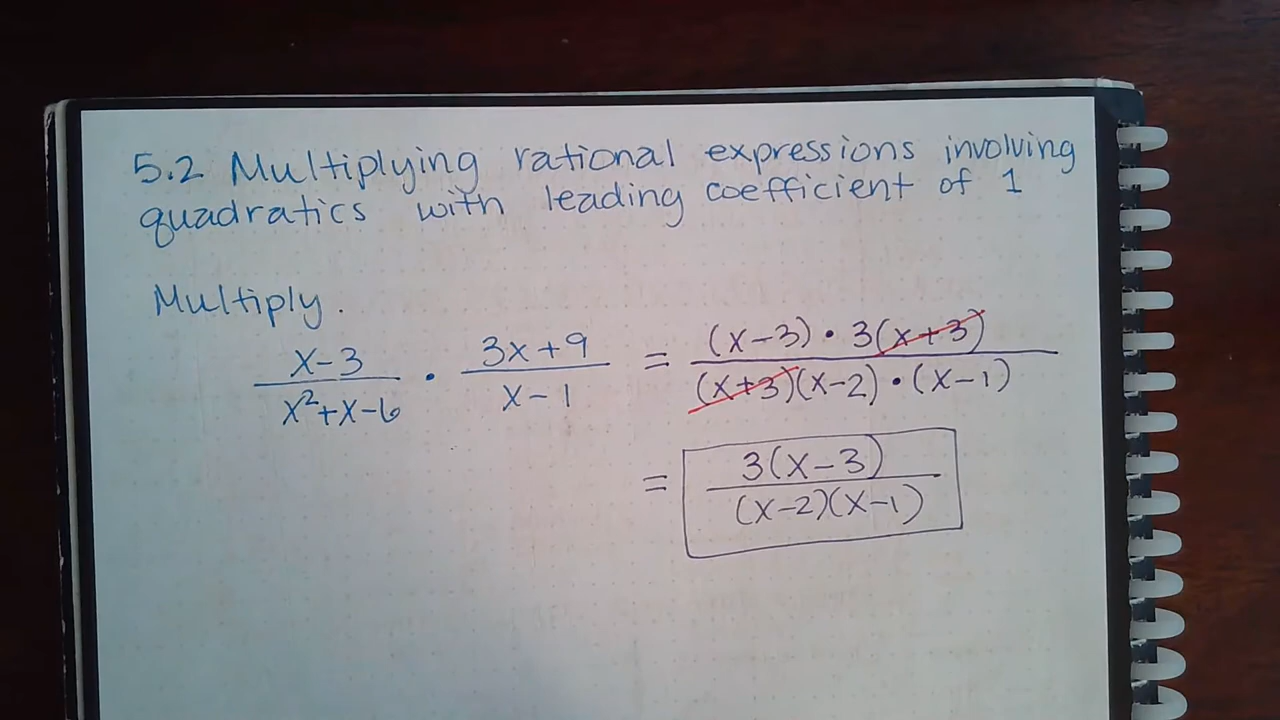 5.2 Multiplying rational expressions involving
quadratics with leading coefficient of 1
Multiply.
(x-3)/(x²+x-6) · (3x+9)/(x-1) = ((x-3)·3(x+3))/((x+3)(x-2)·(x-1))
= (3(x-3))/((x-2)(x-1))